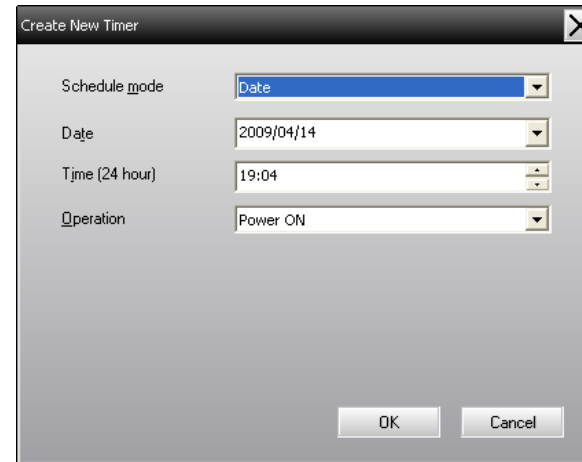 Create New Timer
Schedule mode Date
Date 2009/04/14
Time (24 hour) 19:04
Operation Power ON
OK Cancel